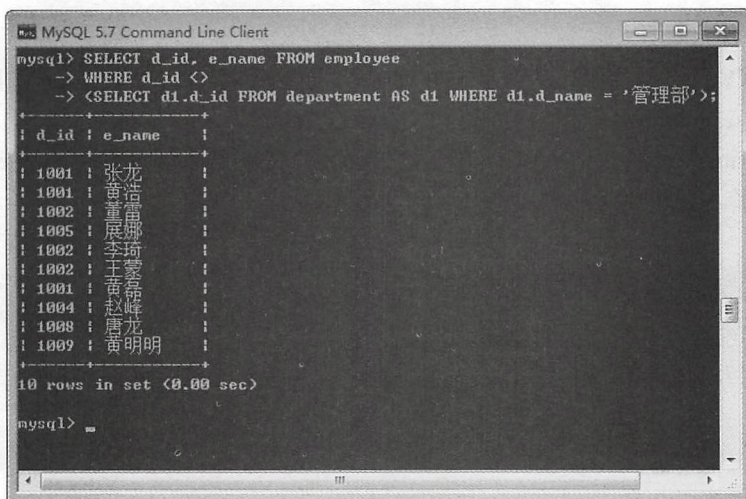 MySQL 5.7 Command Line Client
mysql> SELECT d_id, e_name FROM employee
    -> WHERE d_id <>
    -> (SELECT d1.d_id FROM department AS d1 WHERE d1.d_name = '管理部');
+------+--------+
| d_id | e_name |
+------+--------+
| 1001 | 张龙 |
| 1001 | 黄浩 |
| 1002 | 董雷 |
| 1005 | 展娜 |
| 1002 | 李琦 |
| 1002 | 王蒙 |
| 1001 | 黄磊 |
| 1004 | 赵峰 |
| 1008 | 唐龙 |
| 1009 | 黄明明 |
+------+--------+
10 rows in set (0.00 sec)
mysql> _